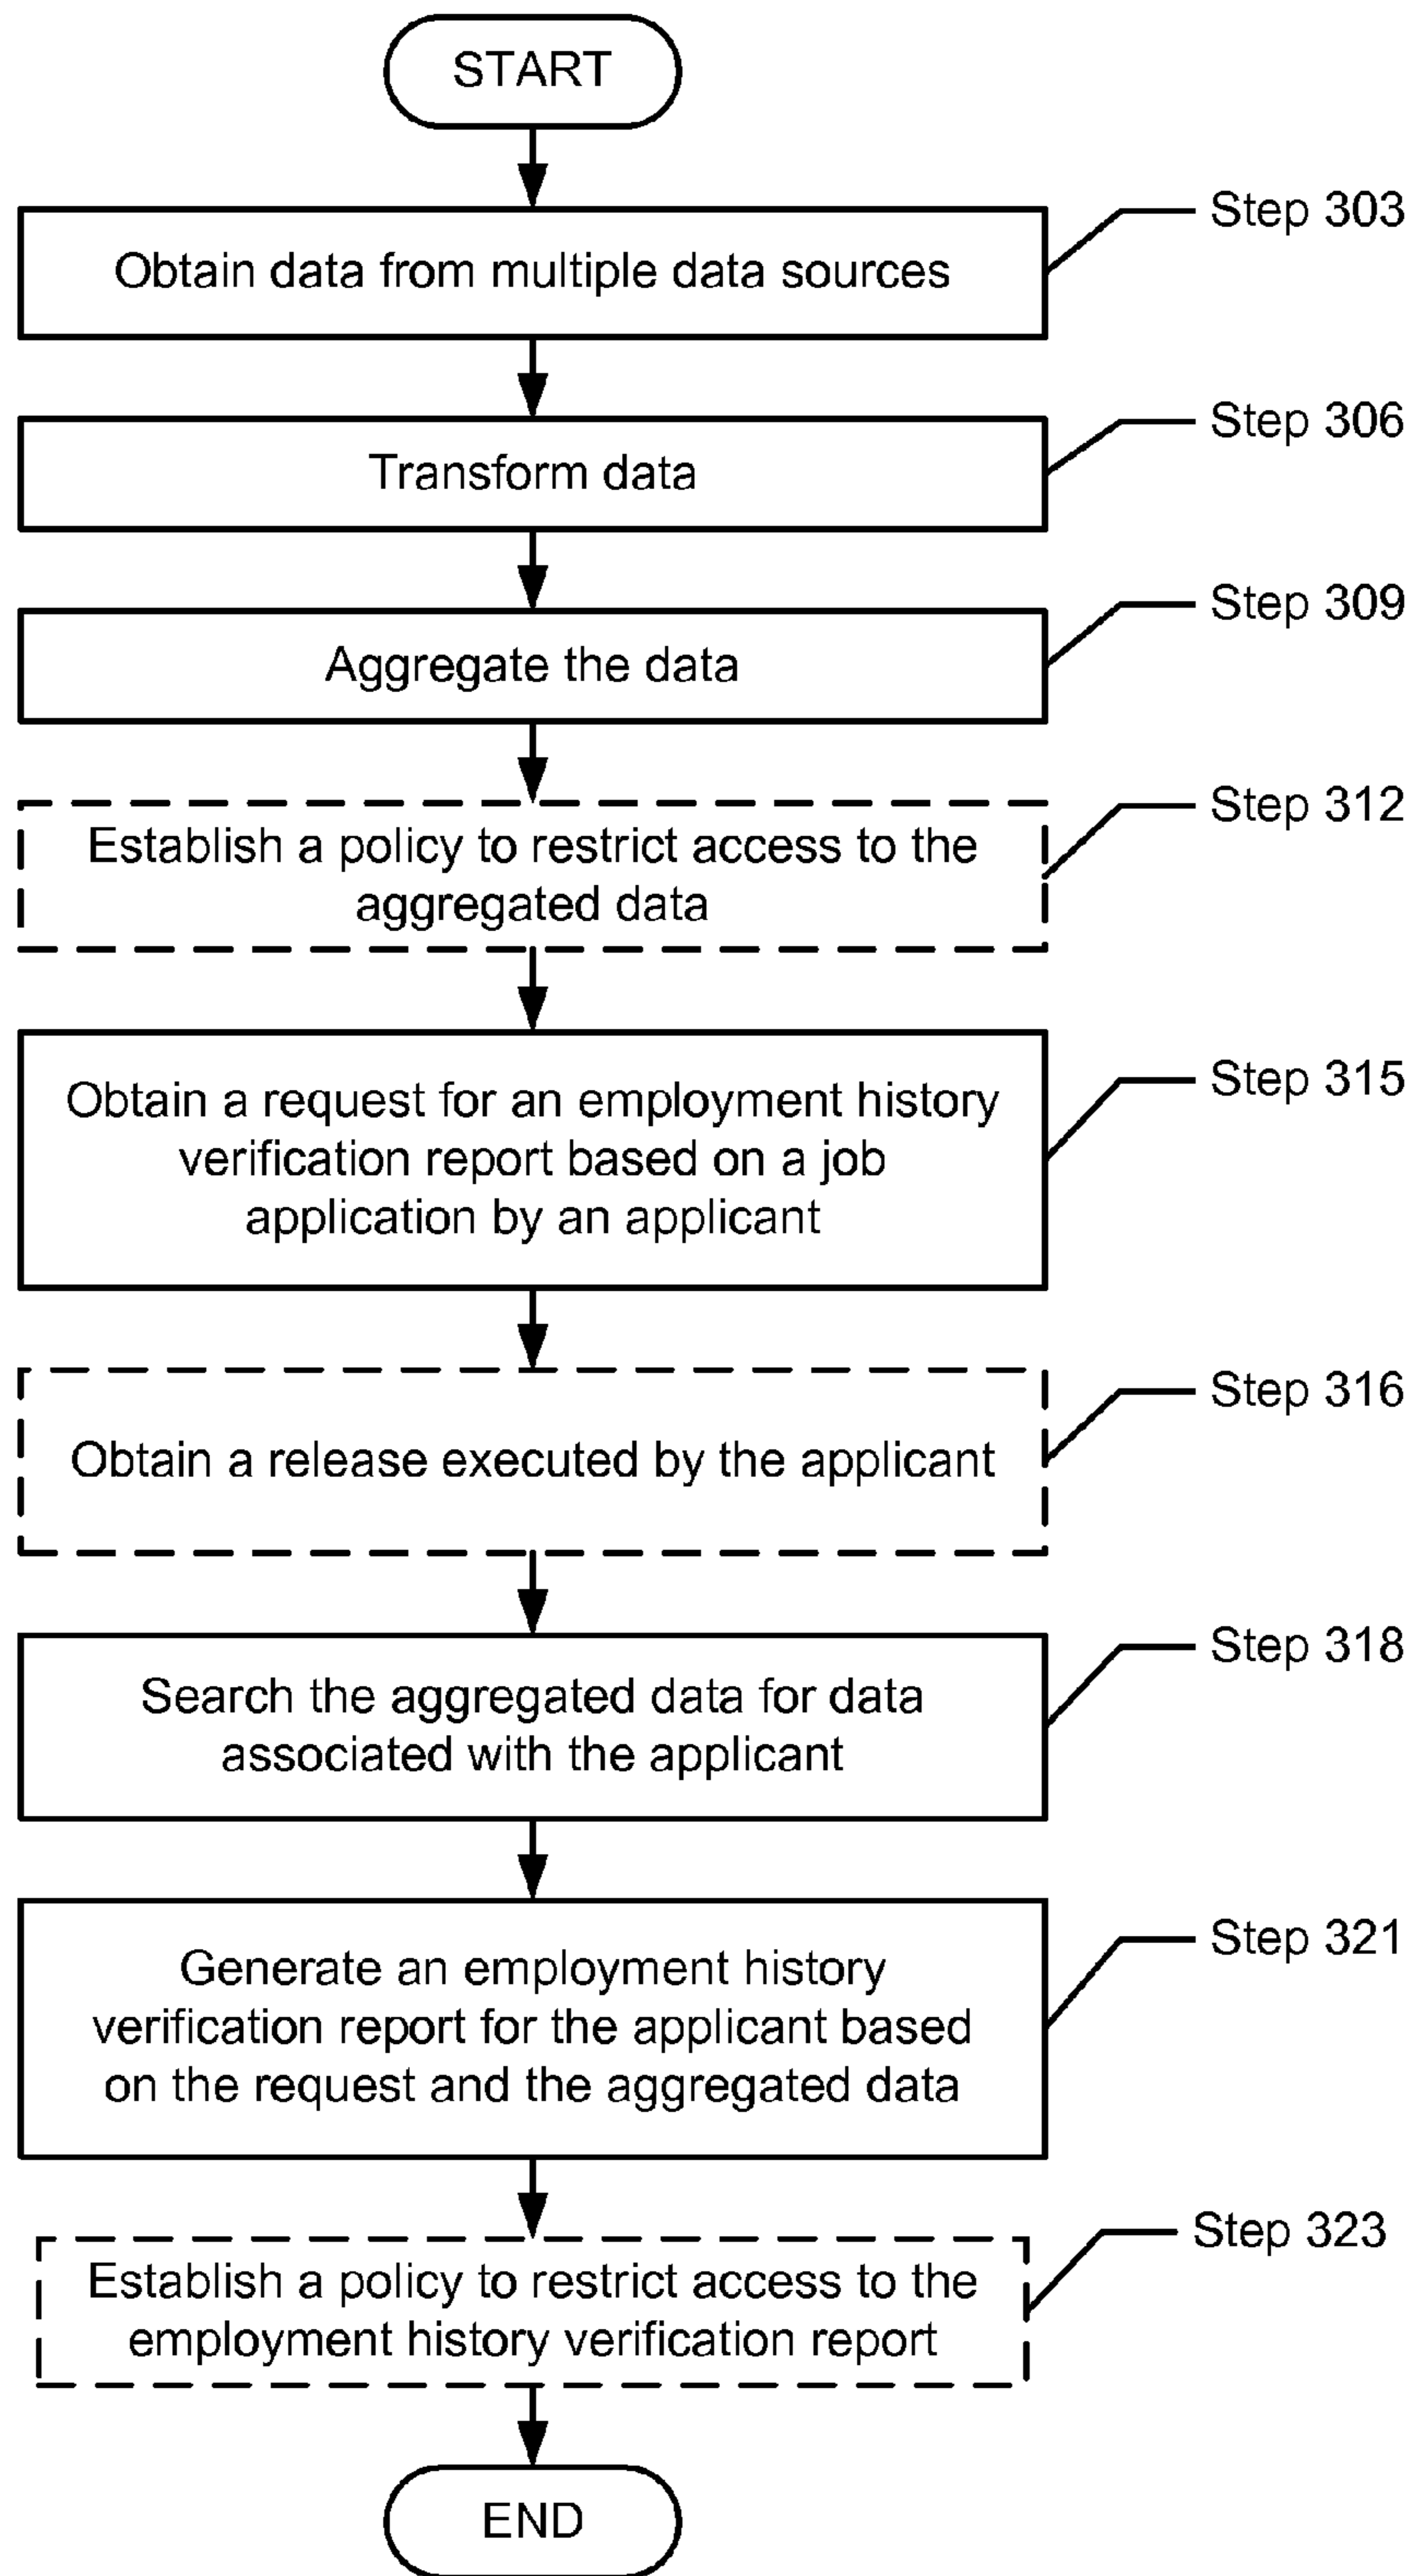 START
Step 303
Obtain data from multiple data sources
Step 306
Transform data
Step 309
Aggregate the data
Step 312
Establish a policy to restrict access to the
aggregated data
Step 315
Obtain a request for an employment history
verification report based on a job
application by an applicant
Step 316
Obtain a release executed by the applicant
Step 318
Search the aggregated data for data
associated with the applicant
Step 321
Generate an employment history
verification report for the applicant based
on the request and the aggregated data
Step 323
Establish a policy to restrict access to the
employment history verification report
END